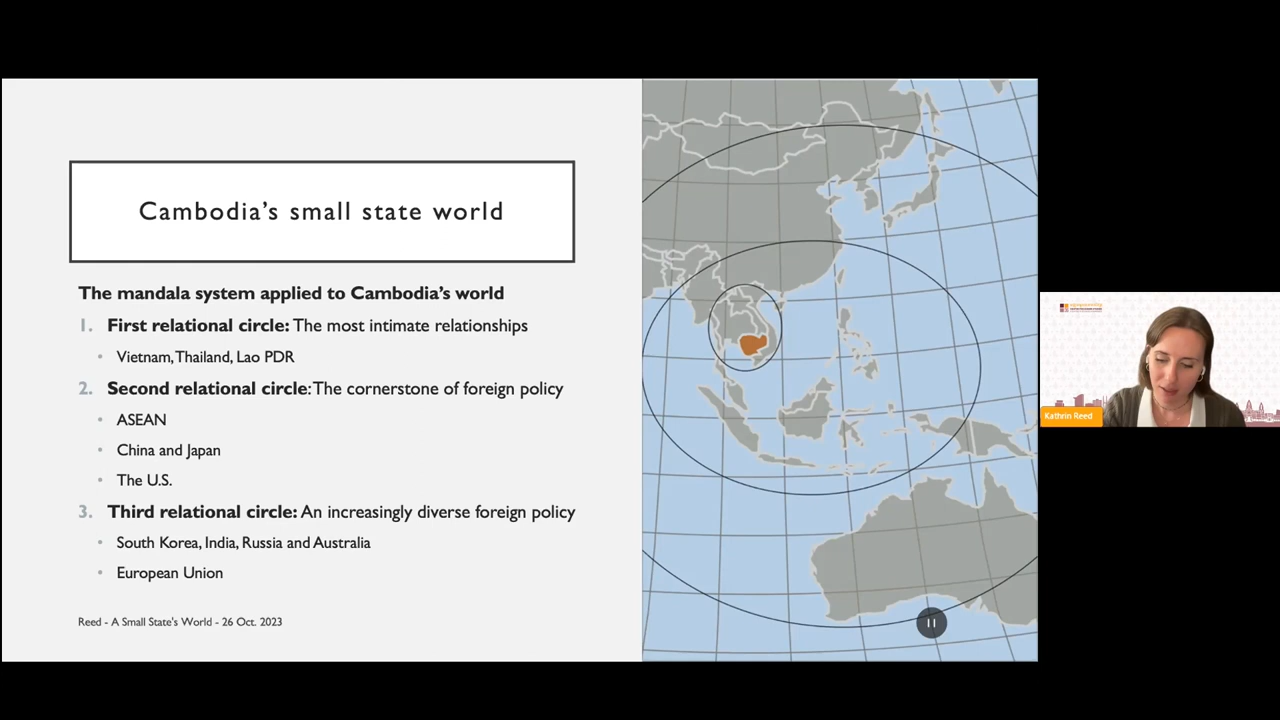 Cambodia's small state world
The mandala system applied to Cambodia's world
1. First relational circle: The most intimate relationships
• Vietnam, Thailand, Lao PDR
2. Second relational circle: The cornerstone of foreign policy
• ASEAN
• China and Japan
• The U.S.
3. Third relational circle: An increasingly diverse foreign policy
• South Korea, India, Russia and Australia
• European Union
Reed - A Small State's World - 26 Oct. 2023
Kathrin Reed